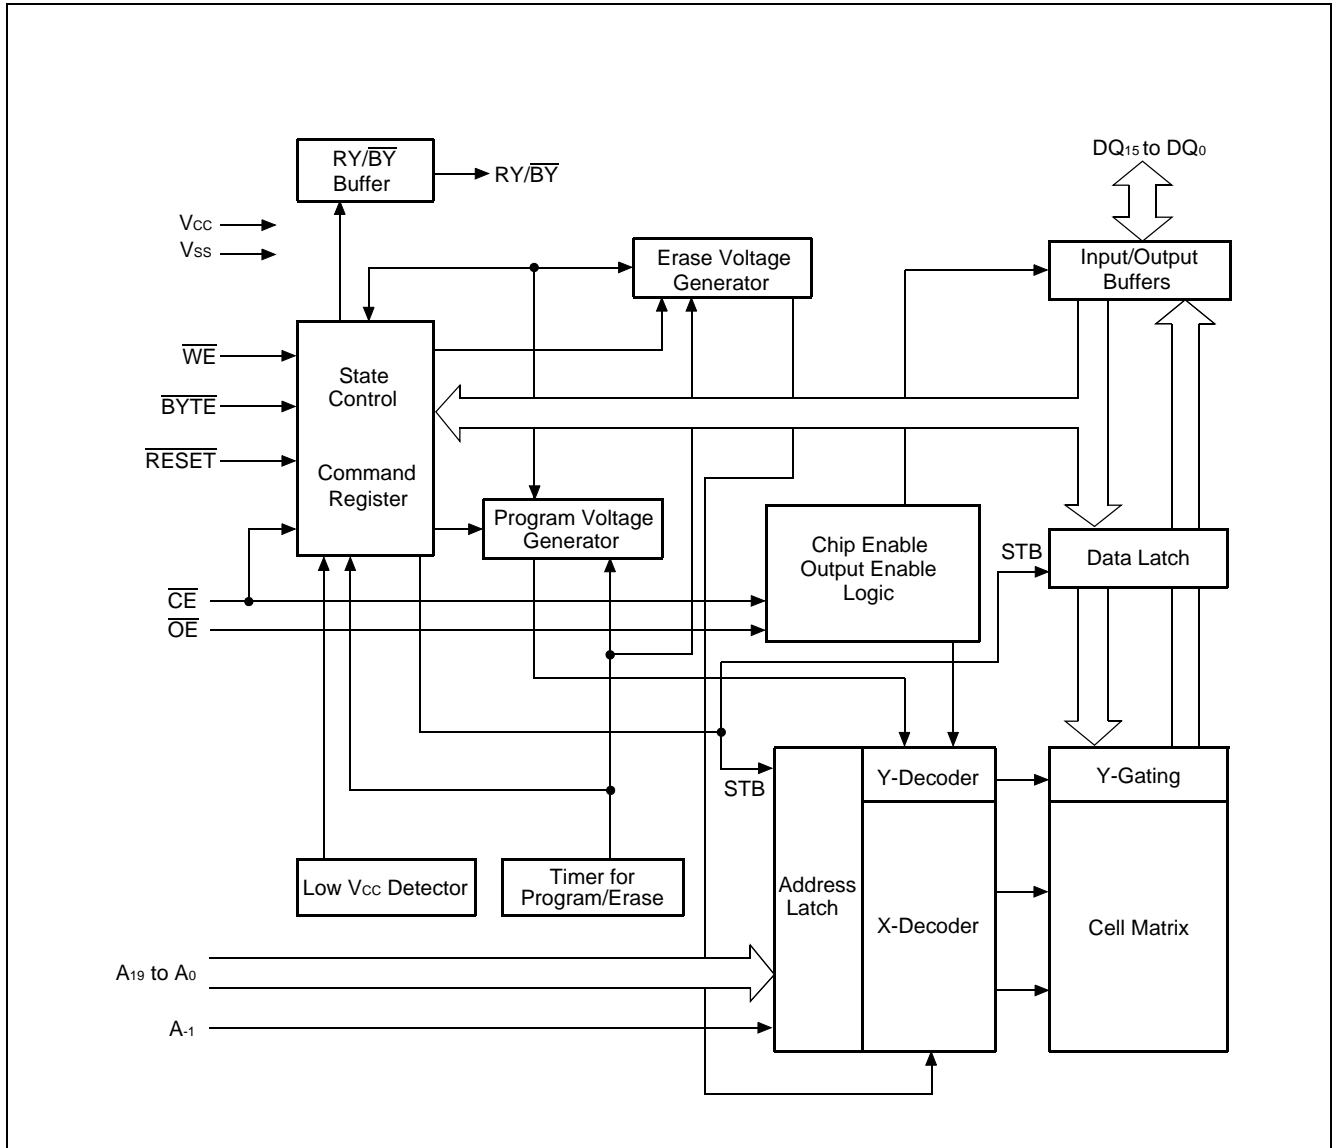 RY/BY
Buffer
RY/BY
DQ15 to DQ0
VCC
VSS
Erase Voltage
Generator
Input/Output
Buffers
WE
State
Control
BYTE
RESET
Command
Register
Program Voltage
Generator
Chip Enable
Output Enable
Logic
STB
Data Latch
CE
OE
STB
Y-Decoder
Y-Gating
Low VCC Detector
Timer for
Program/Erase
Address
Latch
X-Decoder
Cell Matrix
A19 to A0
A-1